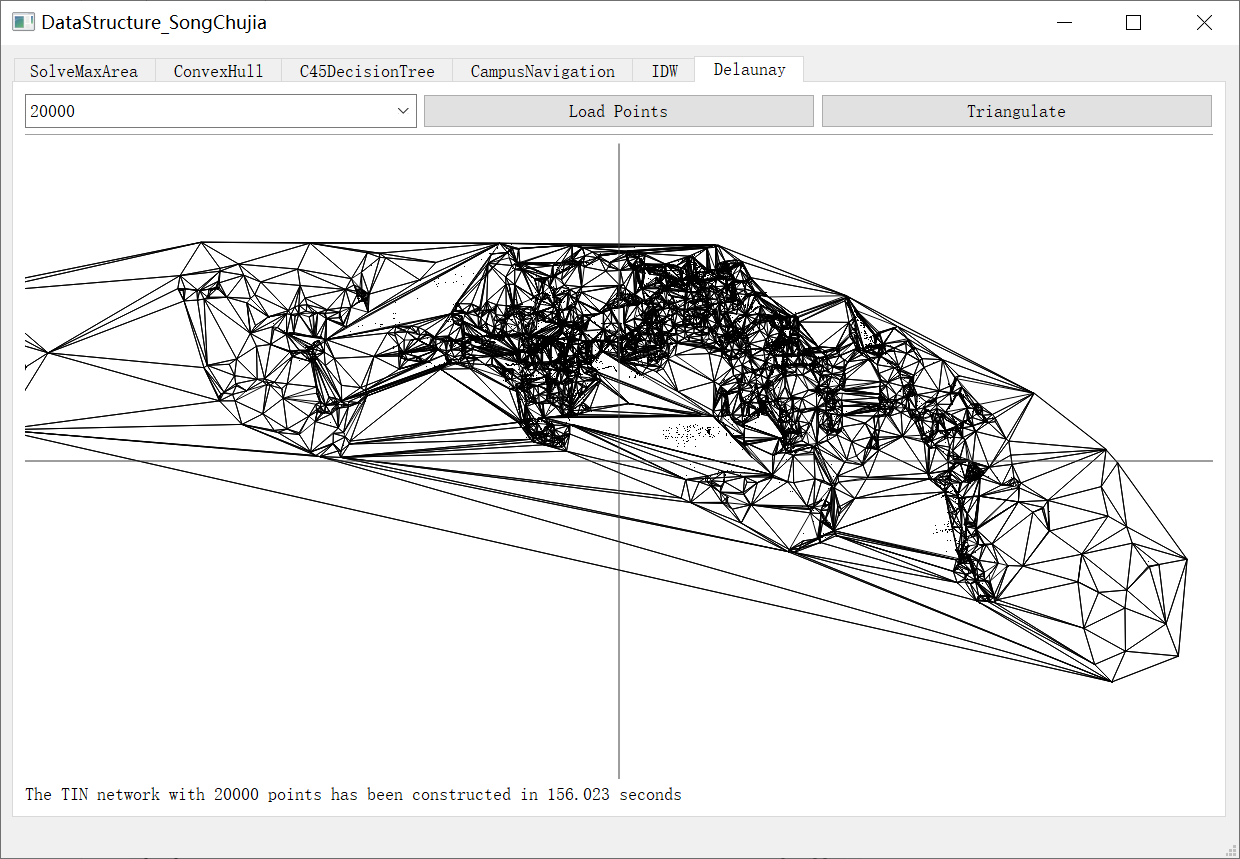 DataStructure_SongChujia
SolveMaxArea ConvexHull C45DecisionTree CampusNavigation IDW Delaunay
20000 Load Points Triangulate
The TIN network with 20000 points has been constructed in 156.023 seconds